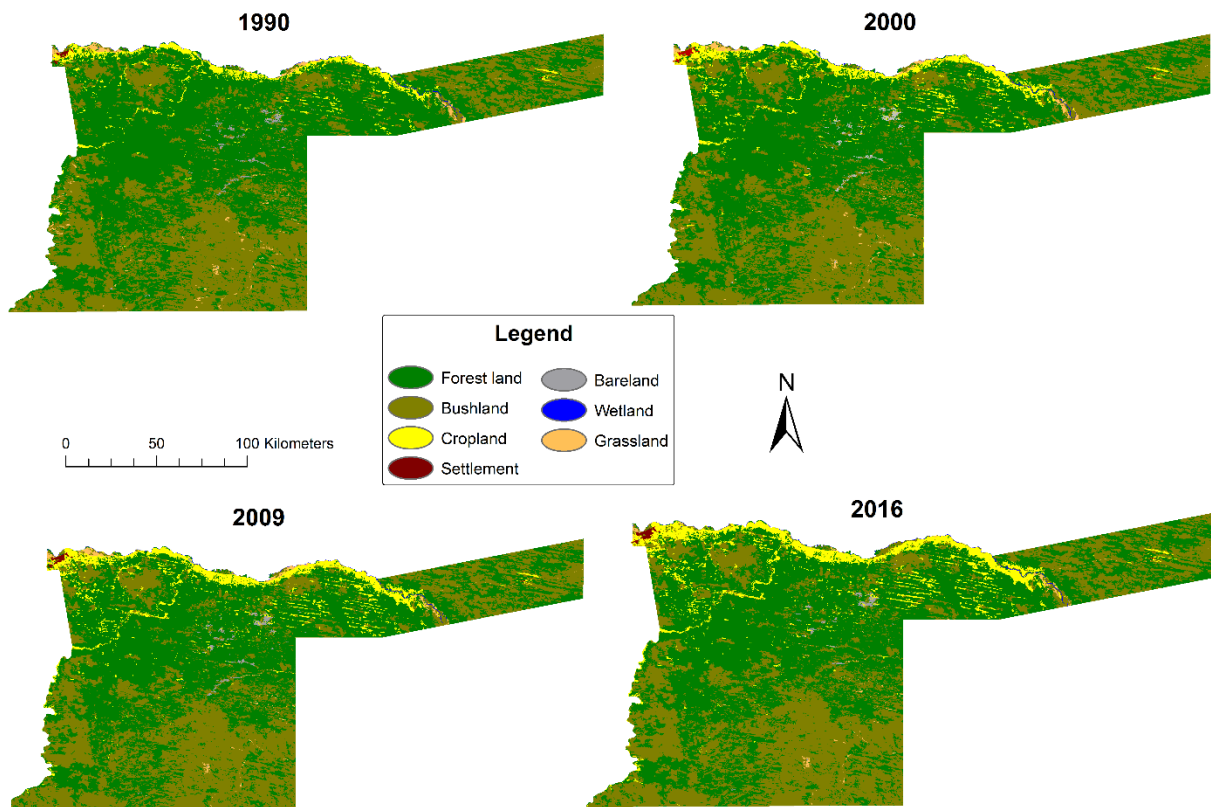 1990
2000
Legend
Forest land
Bareland
Bushland
Wetland
Cropland
Grassland
Settlement
N
0 50 100 Kilometers
2009
2016